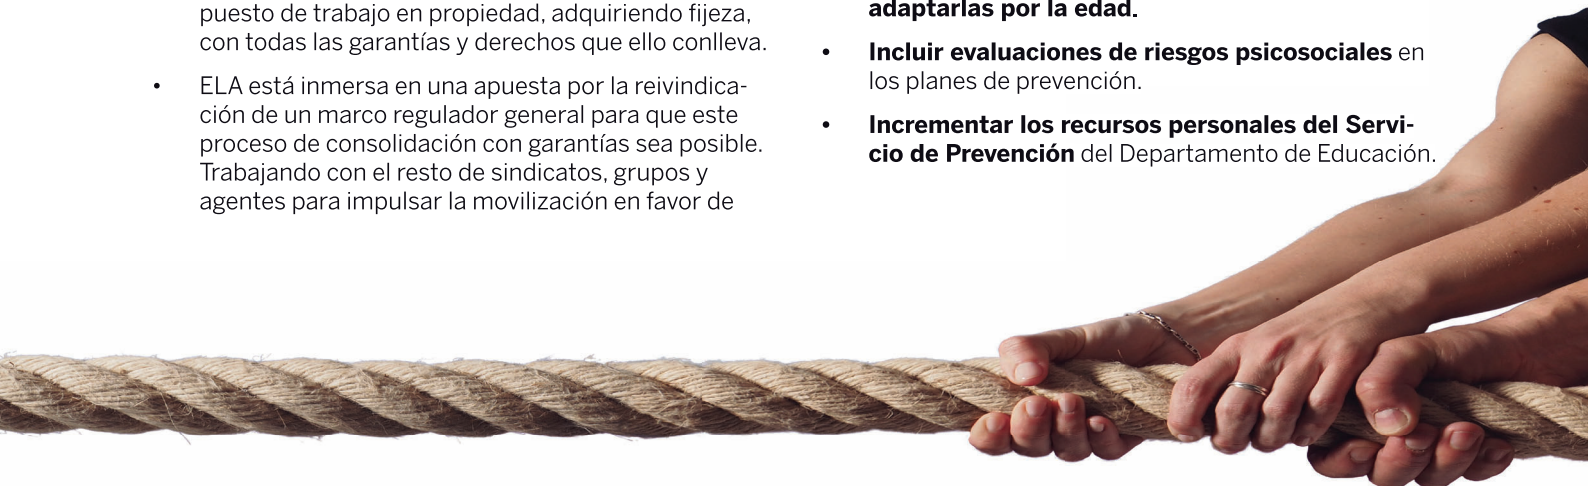 puesto de trabajo en propiedad, adquiriendo fijeza,
con todas las garantías y derechos que ello conlleva.
• ELA está inmersa en una apuesta por la reivindica-
ción de un marco regulador general para que este
proceso de consolidación con garantías sea posible.
Trabajando con el resto de sindicatos, grupos y
agentes para impulsar la movilización en favor de
adaptarlas por la edad.
• Incluir evaluaciones de riesgos psicosociales en
los planes de prevención.
• Incrementar los recursos personales del Servi-
cio de Prevención del Departamento de Educación.